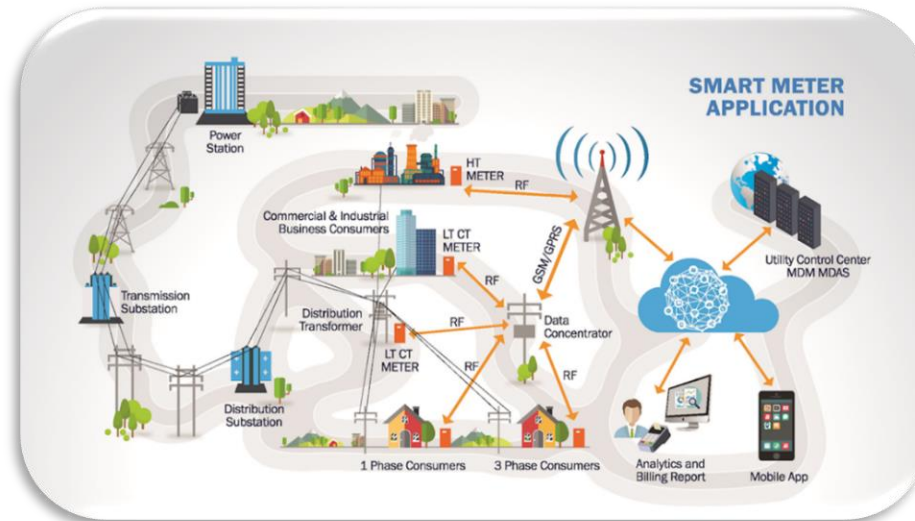 SMART METER
APPLICATION
Power
Station
HT
METER
RF
Commercial & Industrial
Business Consumers
LT CT
METER
GSM/GPRS
Utility Control Center
MDM MDAS
RF
Transmission
Substation
Distribution
Transformer
RF
Data
Concentrator
LT CT
METER
RF
RF
Distribution
Substation
1 Phase Consumers
3 Phase Consumers
Analytics and
Billing Report
Mobile App